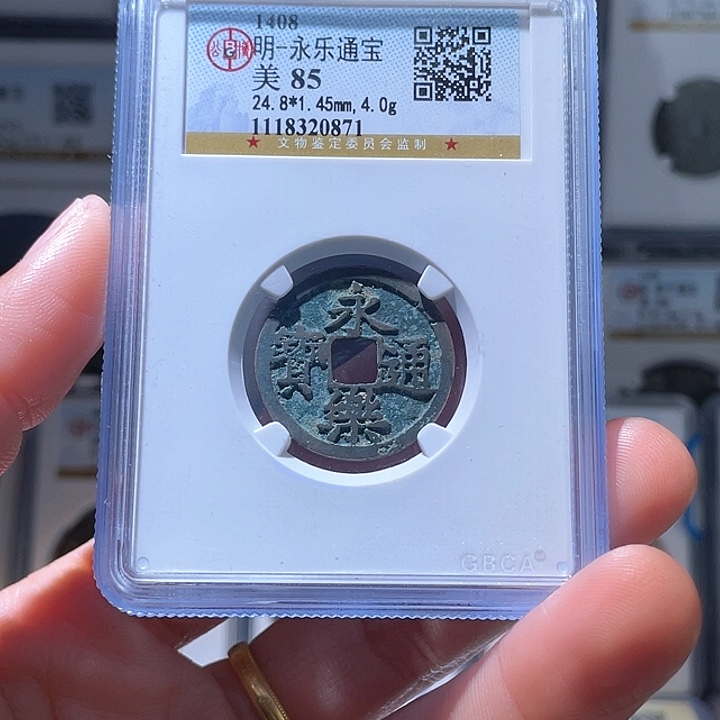 1408
明-永乐通宝
美 85
24.8*1.45mm, 4.0g
1118320871
★ 文物鉴定委员会监制 ★
永樂通寶
GBCA